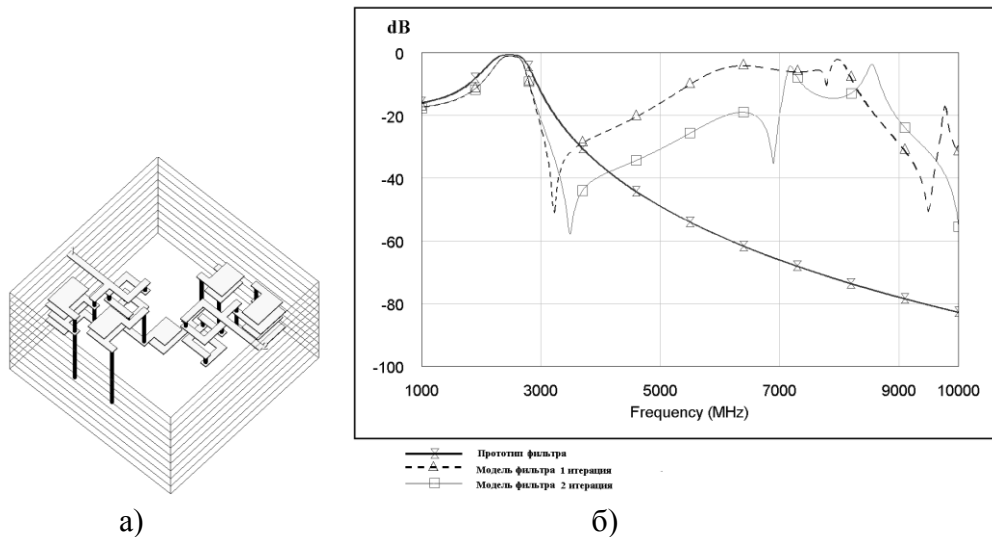 dB
0
-20
-40
-60
-80
-100
1000 3000 5000 7000 9000 10000
Frequency (MHz)
Прототип фильтра
Модель фильтра 1 итерация
Модель фильтра 2 итерация
а) б)